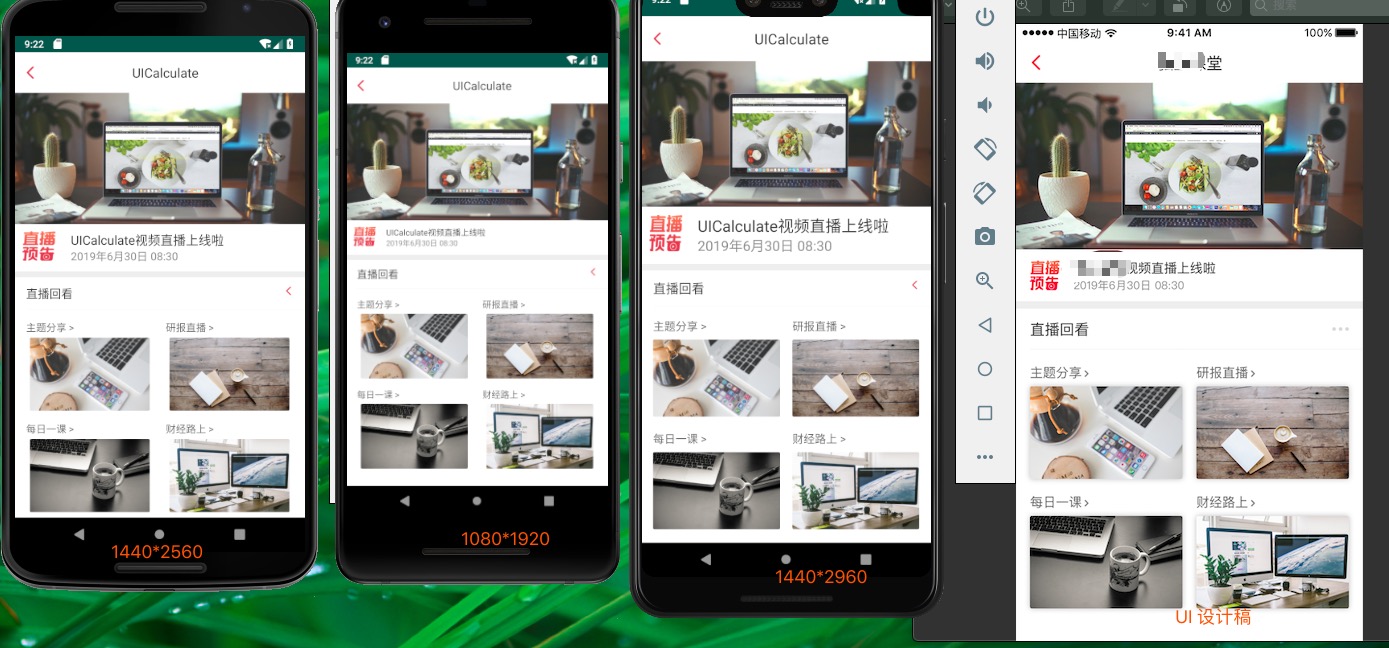 9:22
UICalculate
直播
预告
UICalculate视频直播上线啦
2019年6月30日 08:30
直播回看
主题分享 >
研报直播 >
每日一课 >
财经路上 >
1440*2560
9:22
UICalculate
直播
预告
UICalculate视频直播上线啦
2019年6月30日 08:30
直播回看
主题分享 >
研报直播 >
每日一课 >
财经路上 >
1080*1920
9:22
UICalculate
直播
预告
UICalculate视频直播上线啦
2019年6月30日 08:30
直播回看
主题分享 >
研报直播 >
每日一课 >
财经路上 >
1440*2960
搜索
中国移动
9:41 AM
100%
堂
直播
预告
视频直播上线啦
2019年6月30日 08:30
直播回看
主题分享›
研报直播›
每日一课›
财经路上›
UI 设计稿